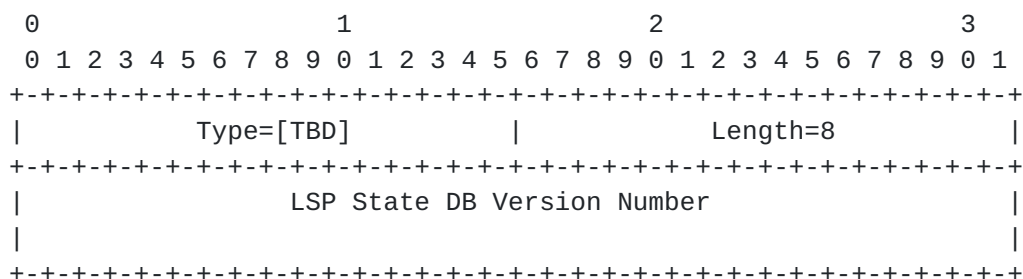 0                   1                   2                   3
 0 1 2 3 4 5 6 7 8 9 0 1 2 3 4 5 6 7 8 9 0 1 2 3 4 5 6 7 8 9 0 1
+-+-+-+-+-+-+-+-+-+-+-+-+-+-+-+-+-+-+-+-+-+-+-+-+-+-+-+-+-+-+-+-+
|           Type=[TBD]          |            Length=8           |
+-+-+-+-+-+-+-+-+-+-+-+-+-+-+-+-+-+-+-+-+-+-+-+-+-+-+-+-+-+-+-+-+
|                 LSP State DB Version Number                   |
|                                                               |
+-+-+-+-+-+-+-+-+-+-+-+-+-+-+-+-+-+-+-+-+-+-+-+-+-+-+-+-+-+-+-+-+